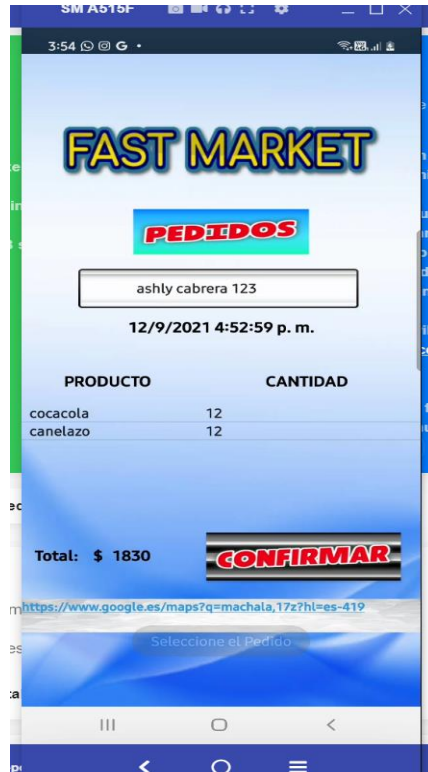 SM A515F
3:54
FAST MARKET
PEDIDOS
ashly cabrera 123
12/9/2021 4:52:59 p. m.
PRODUCTO CANTIDAD
cocacola 12
canelazo 12
Total: $ 1830 CONFIRMAR
https://www.google.es/maps?q=machala,17z?hl=es-419
Seleccione el Pedido